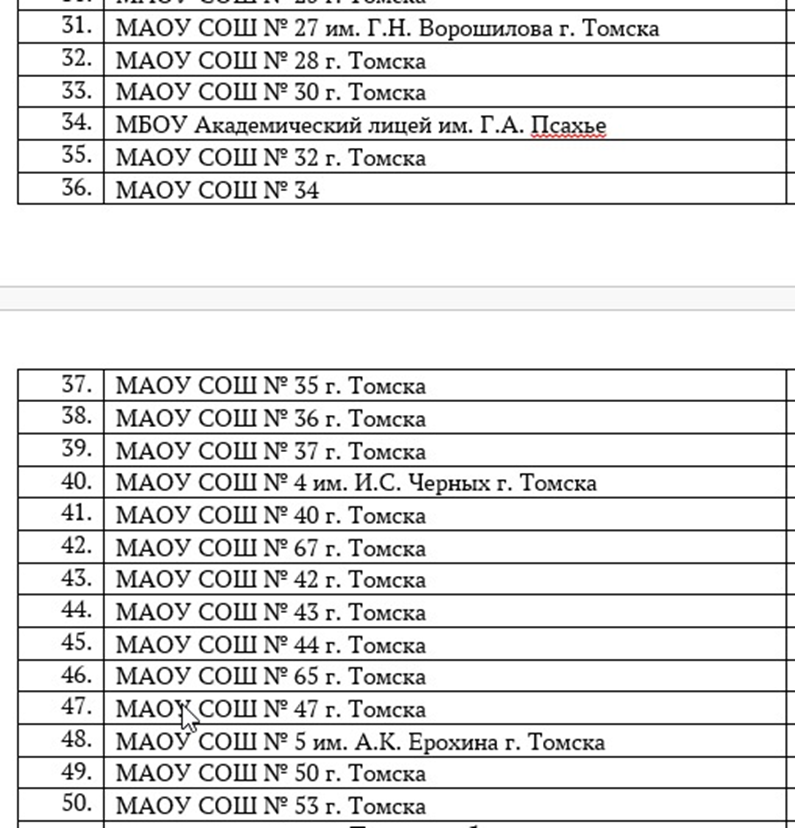 31. МАОУ СОШ № 27 им. Г.Н. Ворошилова г. Томска
32. МАОУ СОШ № 28 г. Томска
33. МАОУ СОШ № 30 г. Томска
34. МБОУ Академический лицей им. Г.А. Псахье
35. МАОУ СОШ № 32 г. Томска
36. МАОУ СОШ № 34
37. МАОУ СОШ № 35 г. Томска
38. МАОУ СОШ № 36 г. Томска
39. МАОУ СОШ № 37 г. Томска
40. МАОУ СОШ № 4 им. И.С. Черных г. Томска
41. МАОУ СОШ № 40 г. Томска
42. МАОУ СОШ № 67 г. Томска
43. МАОУ СОШ № 42 г. Томска
44. МАОУ СОШ № 43 г. Томска
45. МАОУ СОШ № 44 г. Томска
46. МАОУ СОШ № 65 г. Томска
47. МАОУ СОШ № 47 г. Томска
48. МАОУ СОШ № 5 им. А.К. Ерохина г. Томска
49. МАОУ СОШ № 50 г. Томска
50. МАОУ СОШ № 53 г. Томска